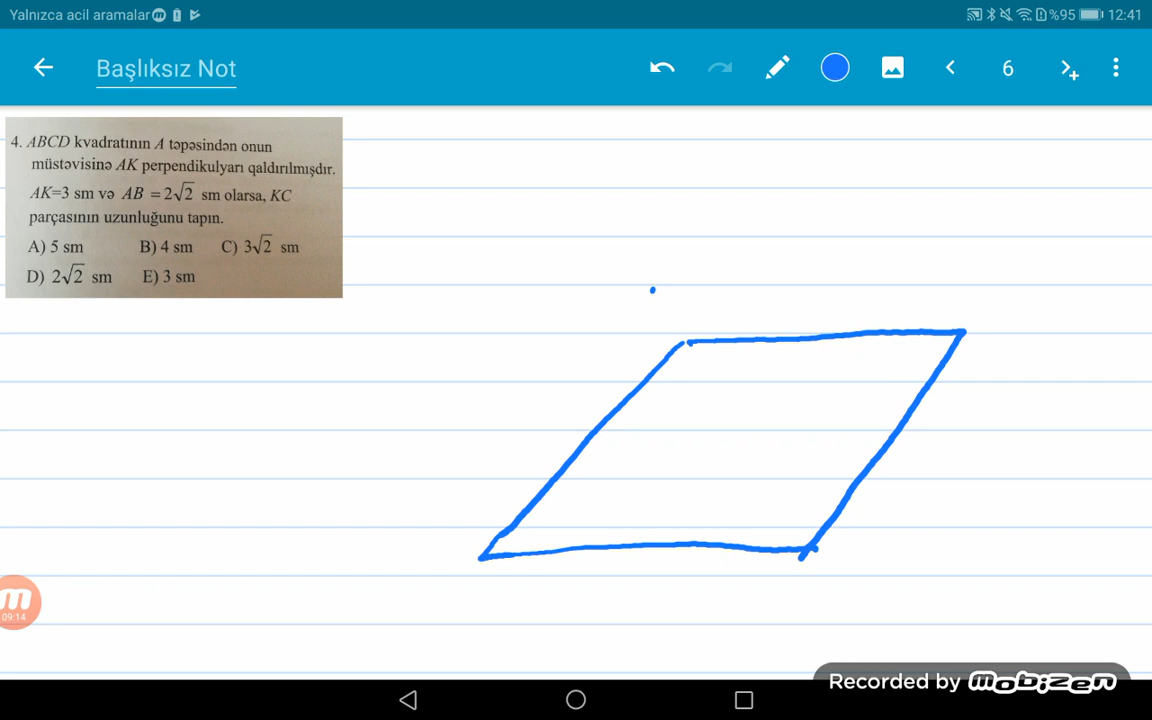 Yalnızca acil aramalar
%95 12:41
Başlıksız Not
6
4. ABCD kvadratının A təpəsindən onun
müstəvisinə AK perpendikulyarı qaldırılmışdır.
AK=3 sm və AB = 2√2 sm olarsa, KC
parçasının uzunluğunu tapın.
A) 5 sm B) 4 sm C) 3√2 sm
D) 2√2 sm E) 3 sm
09:14
Recorded by mobizen